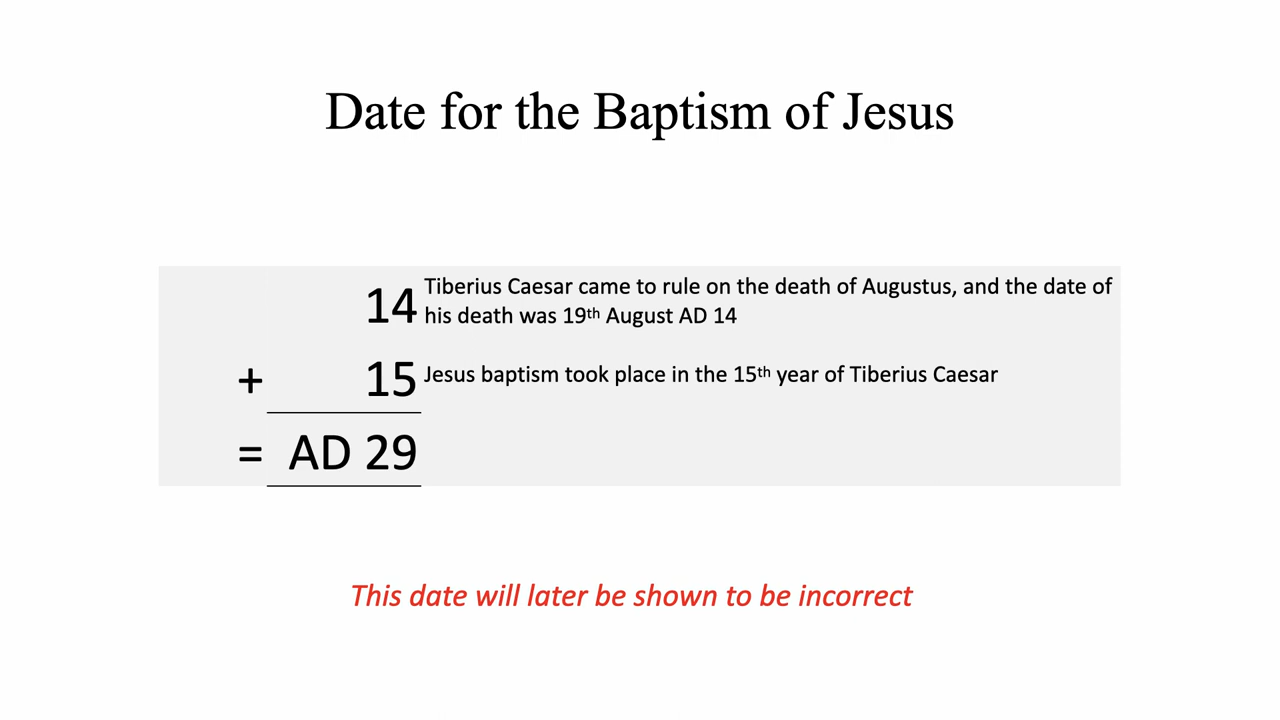 Date for the Baptism of Jesus
14 Tiberius Caesar came to rule on the death of Augustus, and the date of
his death was 19th August AD 14
+ 15 Jesus baptism took place in the 15th year of Tiberius Caesar
= AD 29
This date will later be shown to be incorrect